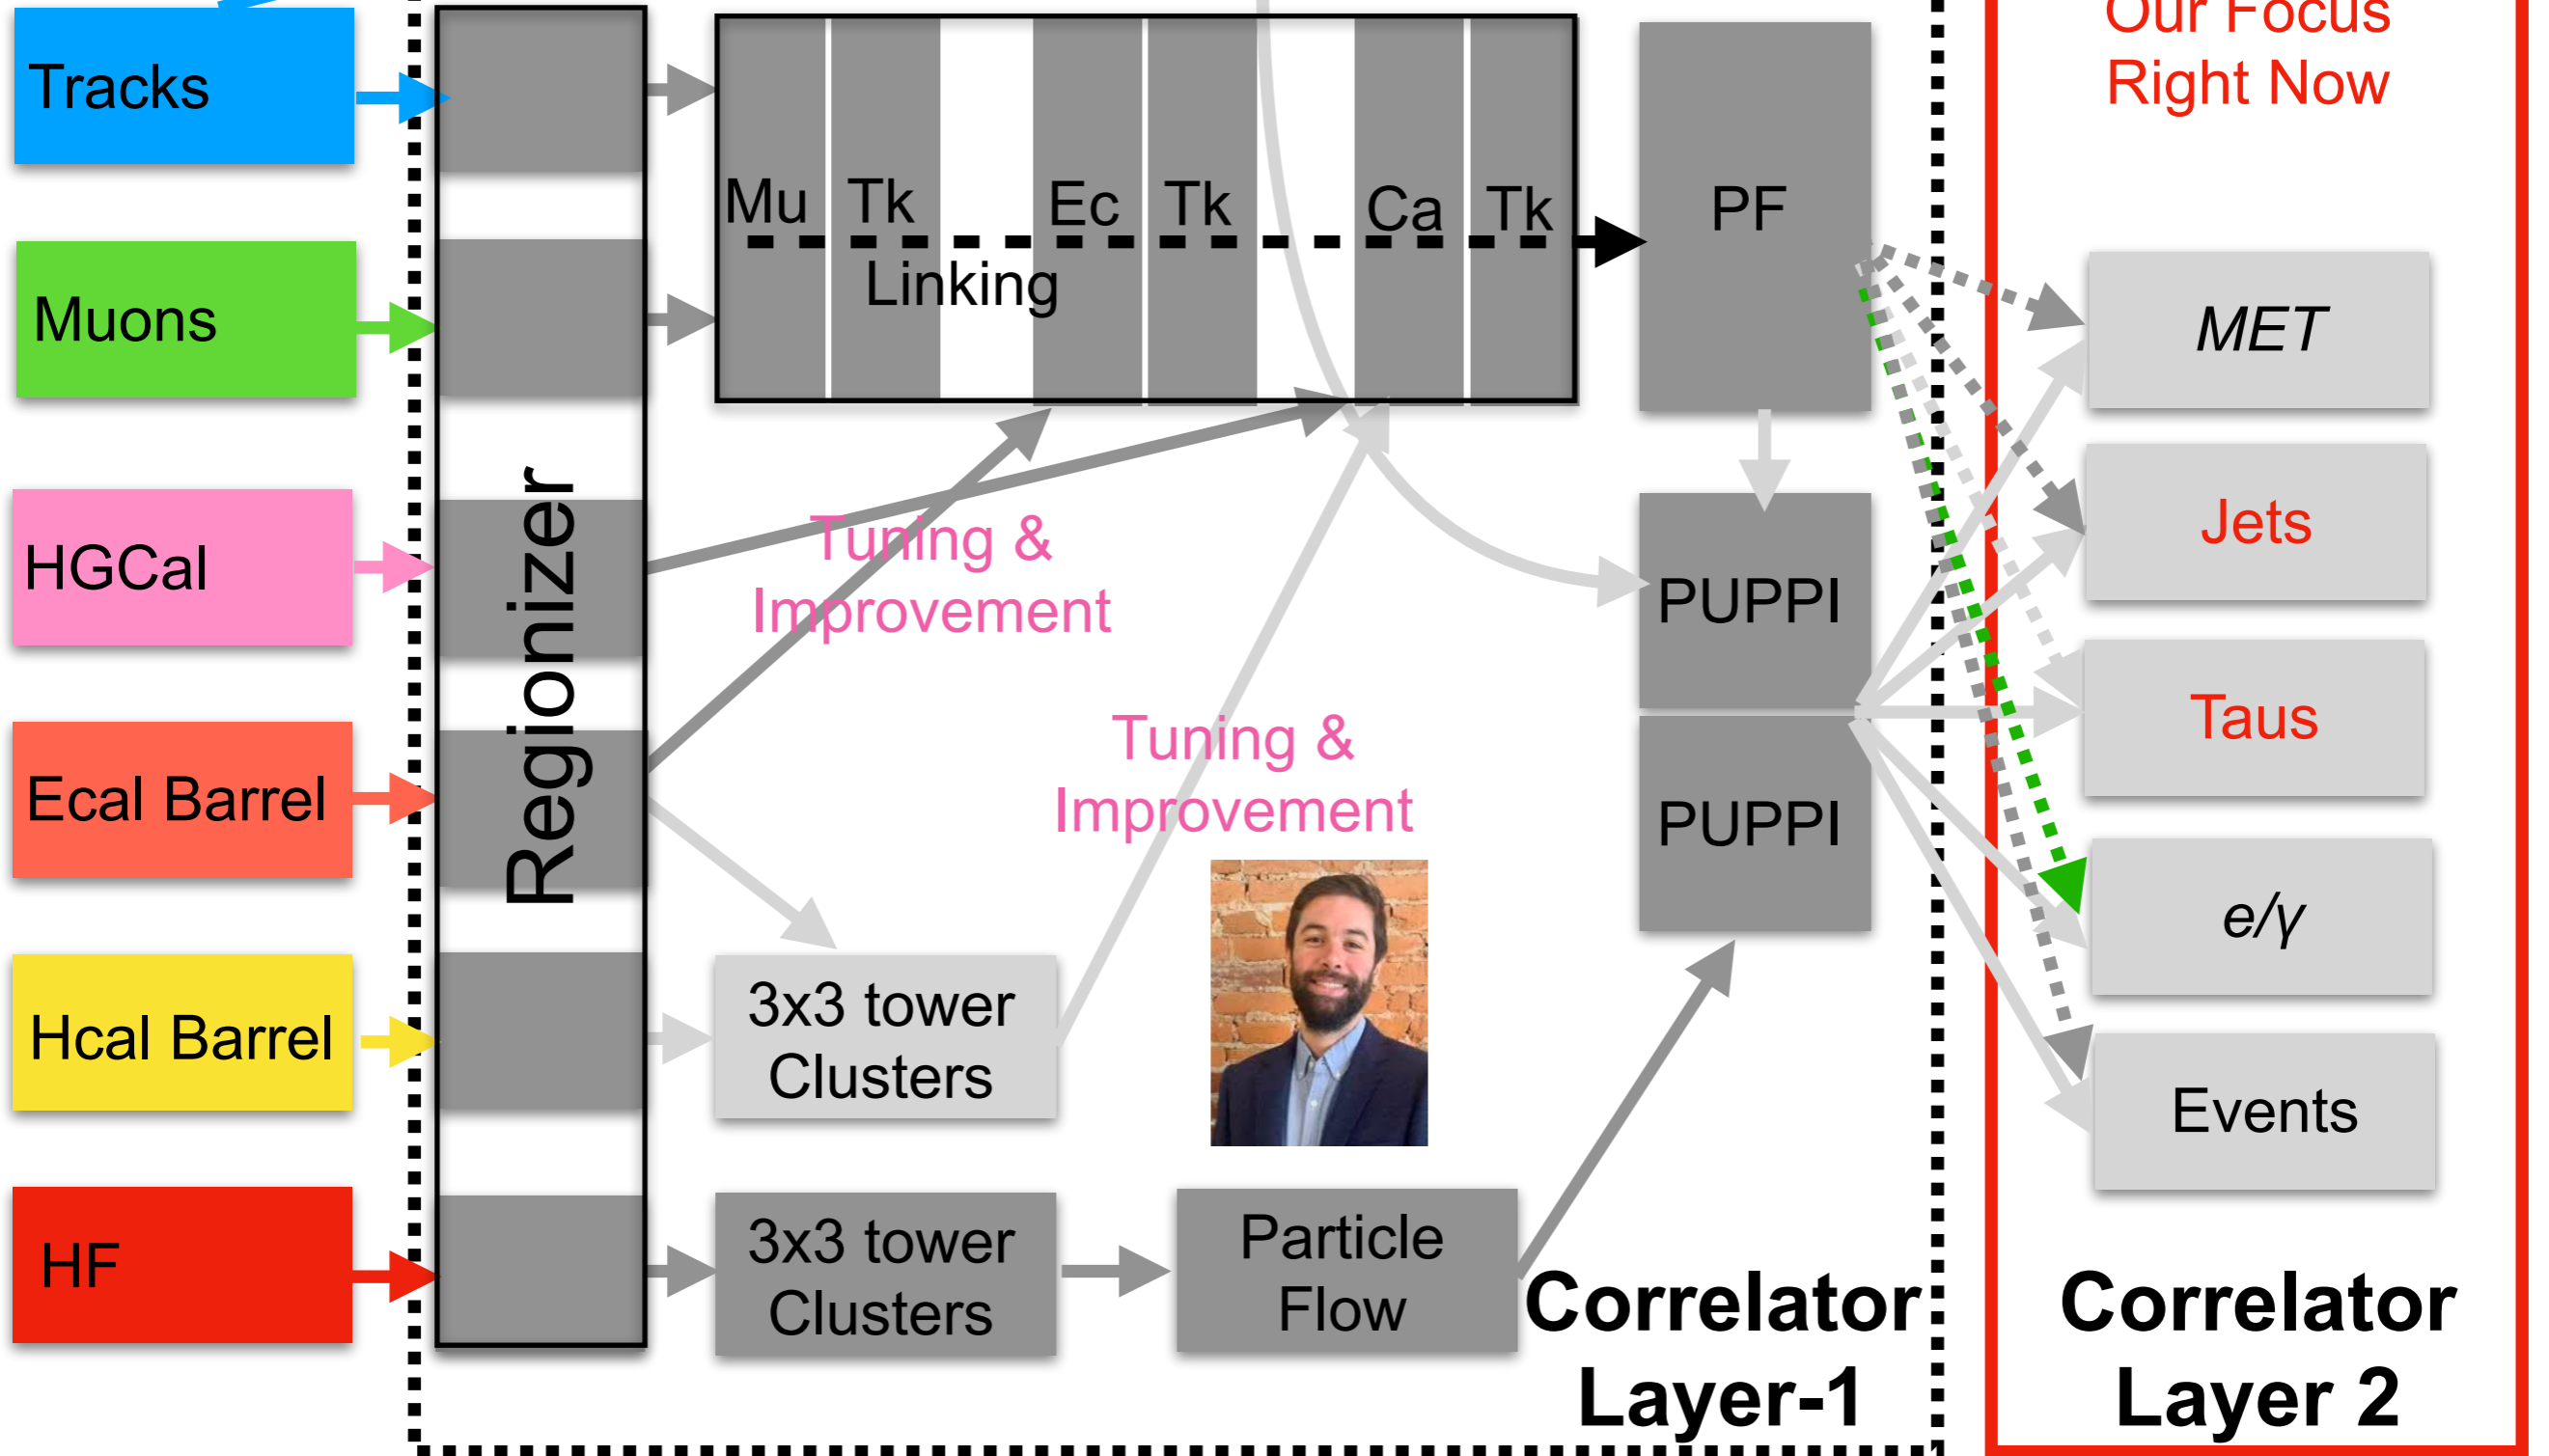 Our Focus
Right Now
Tracks
Mu Tk Ec Tk Ca Tk
Linking
PF
Muons
MET
HGCal
Regionizer
Tuning &
Improvement
PUPPI
Jets
Ecal Barrel
Tuning &
Improvement
PUPPI
Taus
e/γ
Hcal Barrel
3x3 tower
Clusters
Events
HF
3x3 tower
Clusters
Particle
Flow
Correlator
Layer-1
Correlator
Layer 2